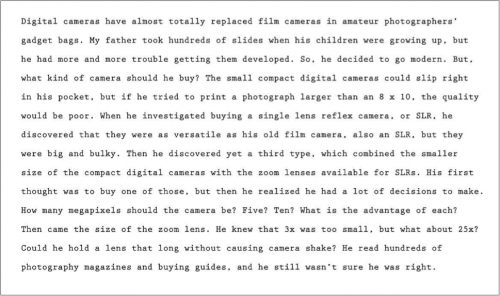 Digital cameras have almost totally replaced film cameras in amateur photographers'
gadget bags. My father took hundreds of slides when his children were growing up, but
he had more and more trouble getting them developed. So, he decided to go modern. But,
what kind of camera should he buy? The small compact digital cameras could slip right
in his pocket, but if he tried to print a photograph larger than an 8 x 10, the quality
would be poor. When he investigated buying a single lens reflex camera, or SLR, he
discovered that they were as versatile as his old film camera, also an SLR, but they
were big and bulky. Then he discovered yet a third type, which combined the smaller
size of the compact digital cameras with the zoom lenses available for SLRs. His first
thought was to buy one of those, but then he realized he had a lot of decisions to make.
How many megapixels should the camera be? Five? Ten? What is the advantage of each?
Then came the size of the zoom lens. He knew that 3x was too small, but what about 25x?
Could he hold a lens that long without causing camera shake? He read hundreds of
photography magazines and buying guides, and he still wasn't sure he was right.